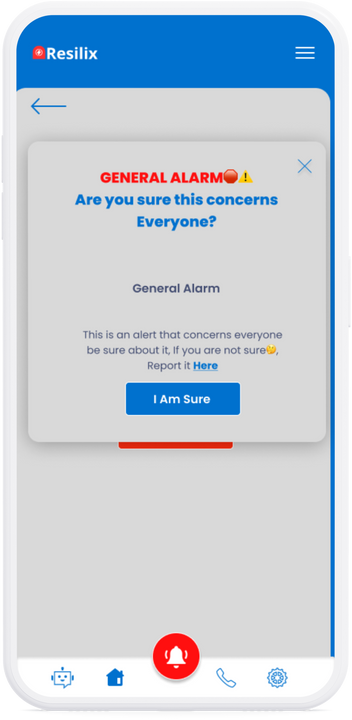 Resilix
GENERAL ALARM🛑⚠️
Are you sure this concerns
Everyone?
General Alarm
This is an alert that concerns everyone
be sure about it, If you are not sure🤔,
Report it Here
I Am Sure